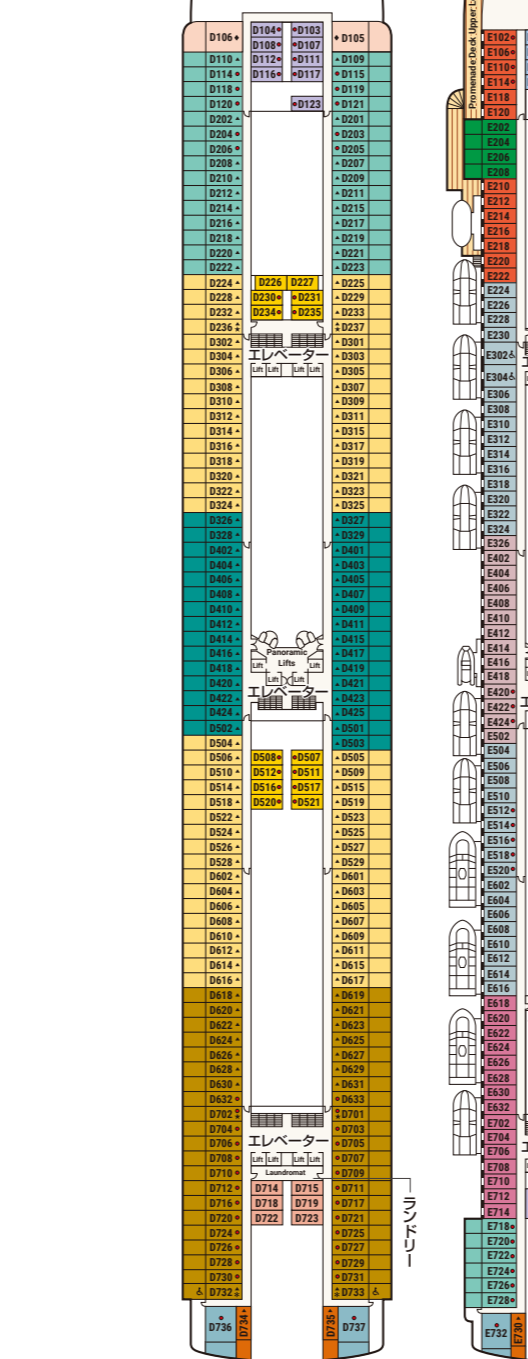 D104 D103
D106 D105
D108 D107
D110 D112 D111 D109
D114 D116 D117 D115
D118 D119
D120 D123 D121
D202 D201
D204 D203
D206 D205
D208 D207
D210 D209
D212 D211
D214 D215
D216 D217
D218 D219
D220 D221
D222 D223
D224 D226 D227 D225
D228 D230 D231 D229
D232 D234 D235 D233
D236 D237
D302 D301
D304 エレベーター D303
D306 Lift Lift Lift Lift D305
D308 D307
D310 D309
D312 D311
D314 D315
D316 D317
D318 D319
D320 D321
D322 D323
D324 D325
D326 D327
D328 D329
D402 D401
D404 D403
D406 D405
D408 D407
D410 D409
D412 D411
D414 D415
D416 Panoramic Lifts D417
D418 Lift Lift D419
D420 Lift Lift D421
D422 エレベーター D423
D424 D425
D502 D501
D504 D503
D506 D508 D507 D505
D510 D512 D511 D509
D514 D516 D517 D515
D518 D520 D521 D519
D522 D523
D524 D525
D526 D527
D528 D529
D602 D601
D604 D603
D606 D605
D608 D607
D610 D609
D612 D611
D614 D615
D616 D617
D618 D619
D620 D621
D622 D623
D624 D625
D626 D627
D628 D629
D630 D631
D632 D633
D702 D701
D704 D703
D706 エレベーター D705
D708 Lift Lift Lift Lift D707
D710 Laundromat D709
D712 D714 D715 D711
D716 D718 D719 D717
D720 D722 D723 D721
D724 D725
D726 D727
D728 D729
D730 D731
D732 D733
D736 D734 D735 D737
ランドリー
Promenade Deck Upper
E102
E106
E110
E114
E118
E120
E202
E204
E206
E208
E210
E212
E214
E216
E218
E220
E222
E224
E226
E228
E230
E302
E304
E306
E308
E310
E312
E314
E316
E318
E320
E322
E324
E326
E402
E404
E406
E408
E410
E412
E414
E416
E418
E420
E422
E424
E502
E504
E506
E508
E510
E512
E514
E516
E518
E520
E602
E604
E606
E608
E610
E612
E614
E616
E618
E620
E622
E624
E626
E628
E630
E632
E702
E704
E706
E708
E710
E712
E714
E718
E720
E722
E724
E726
E728
E732 E730